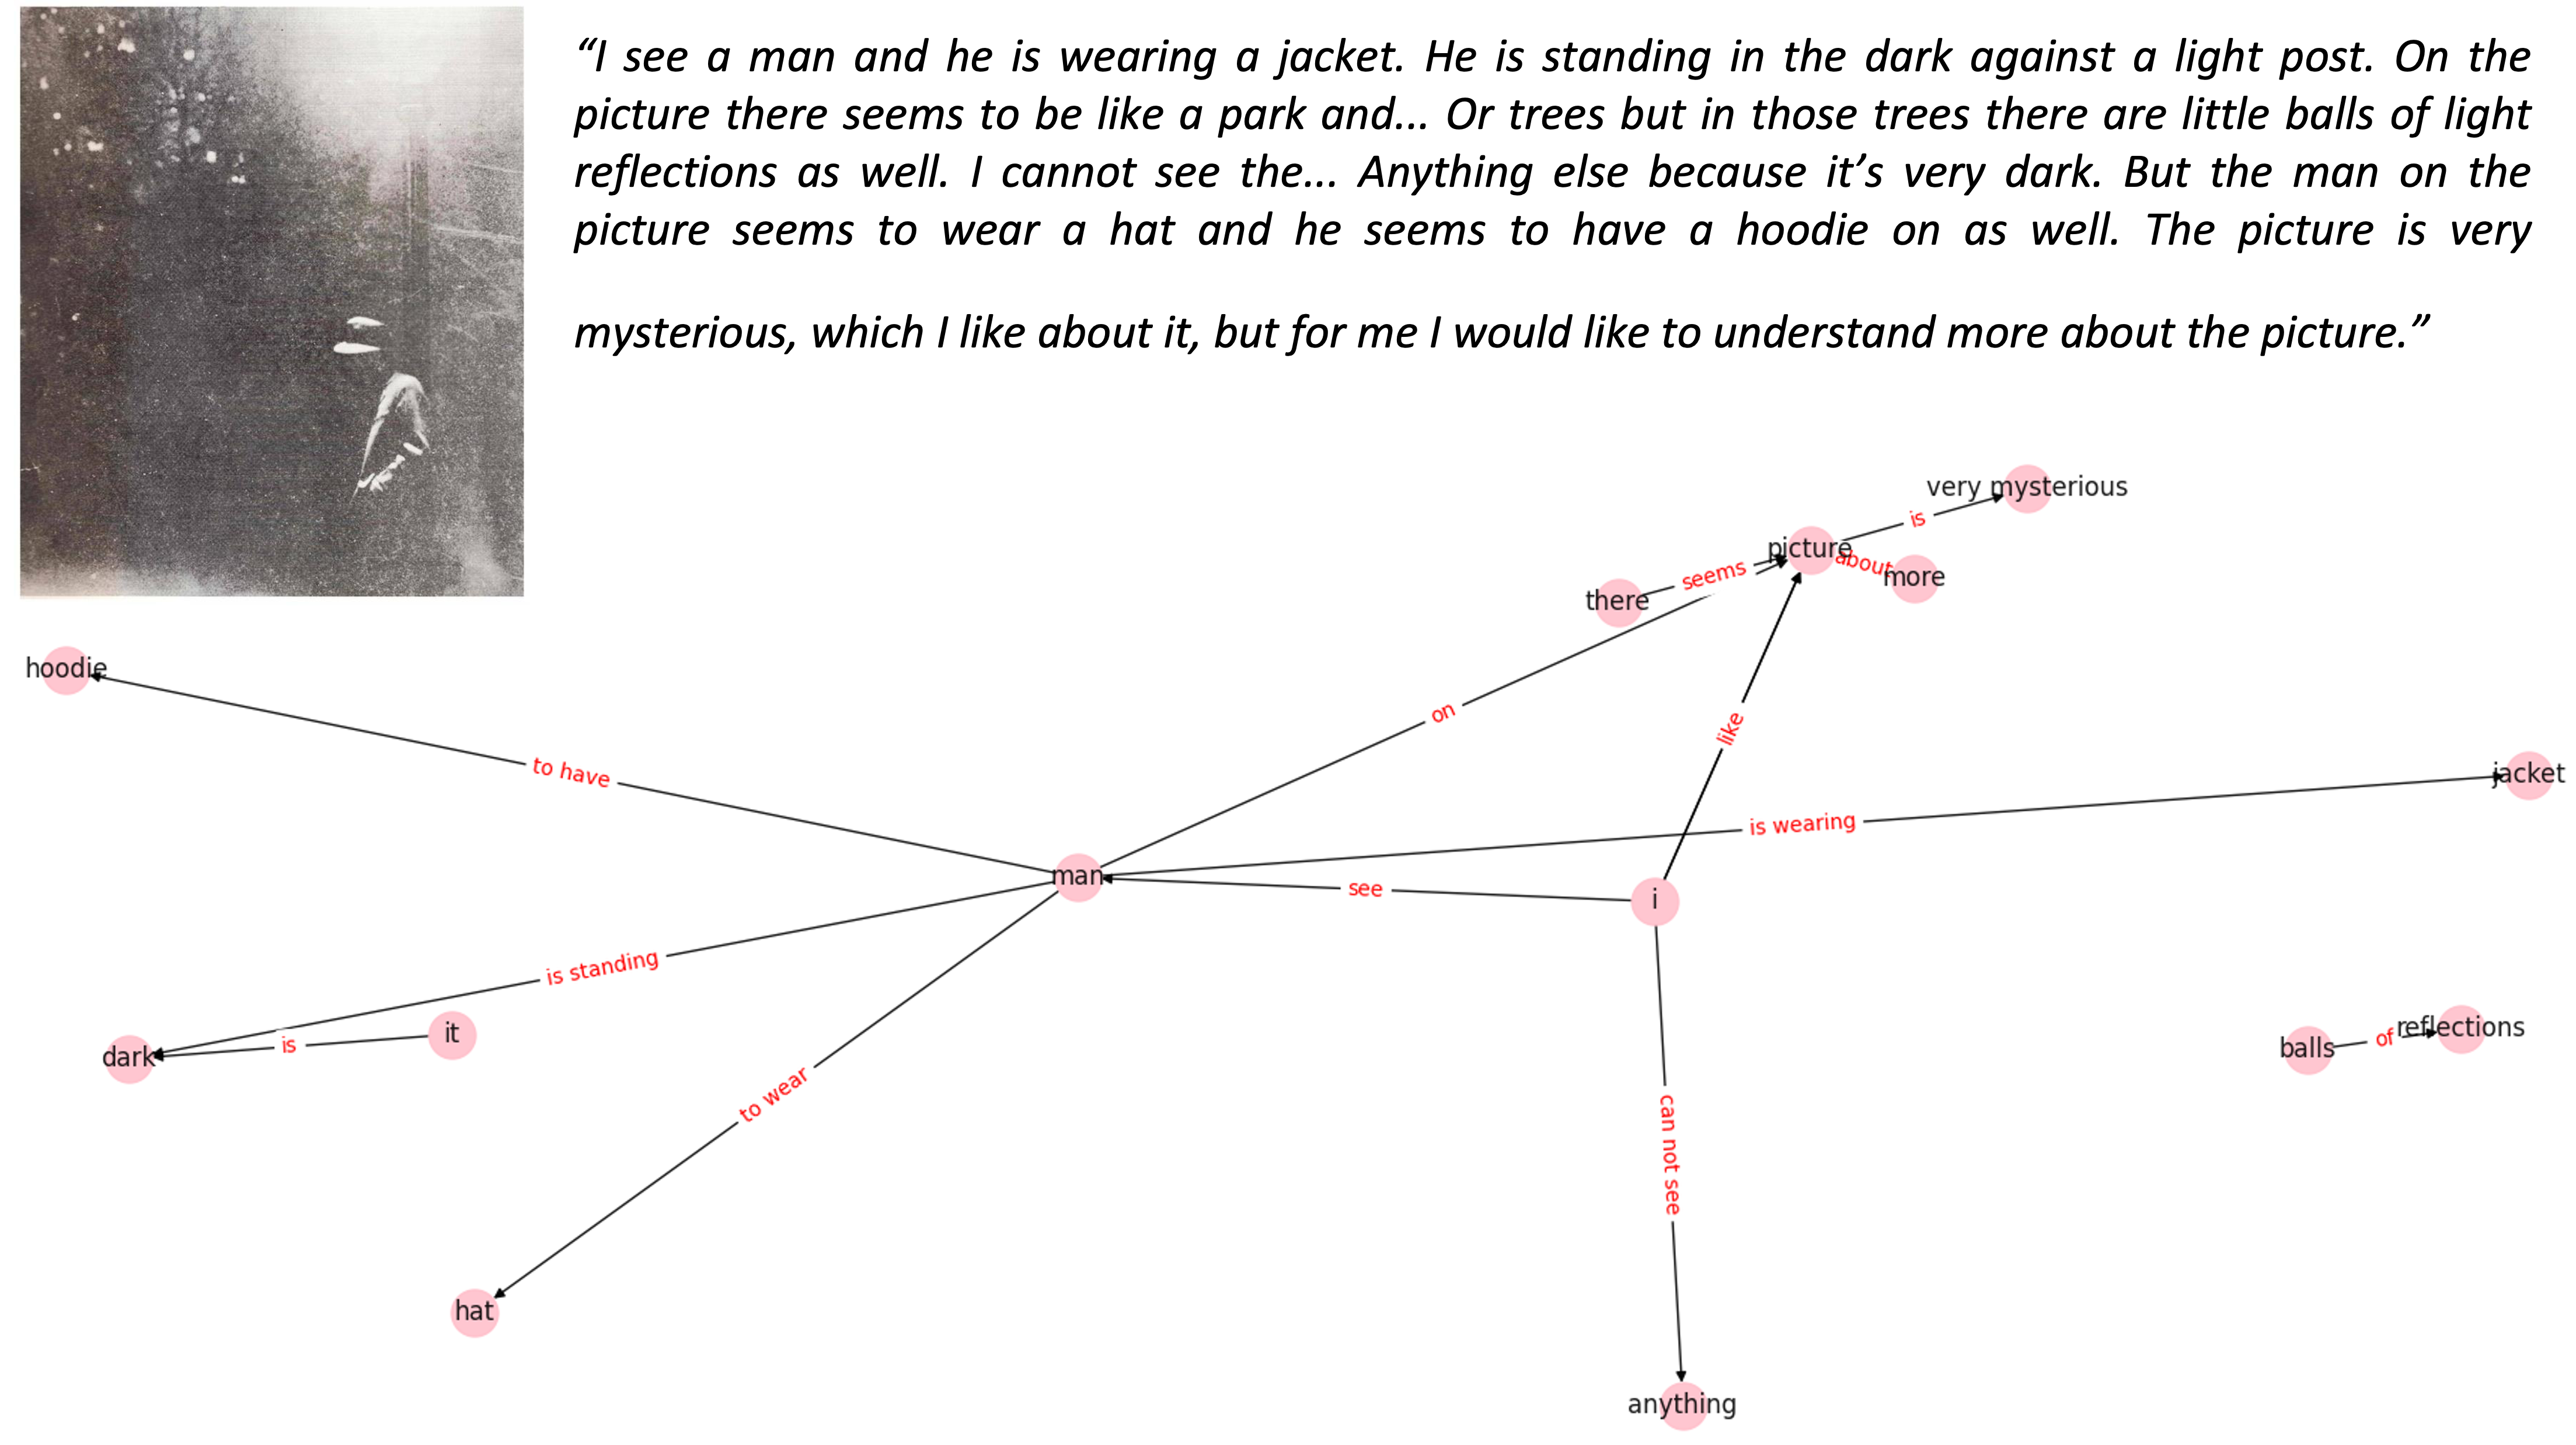 “I see a man and he is wearing a jacket. He is standing in the dark against a light post. On the
picture there seems to be like a park and... Or trees but in those trees there are little balls of light
reflections as well. I cannot see the... Anything else because it’s very dark. But the man on the
picture seems to wear a hat and he seems to have a hoodie on as well. The picture is very
mysterious, which I like about it, but for me I would like to understand more about the picture.”
very mysterious
is
picture
about
more
seems
there
hoodie
on
like
to have
jacket
is wearing
man
see
i
is standing
it
dark
is
balls
of
reflections
to wear
can not see
hat
anything